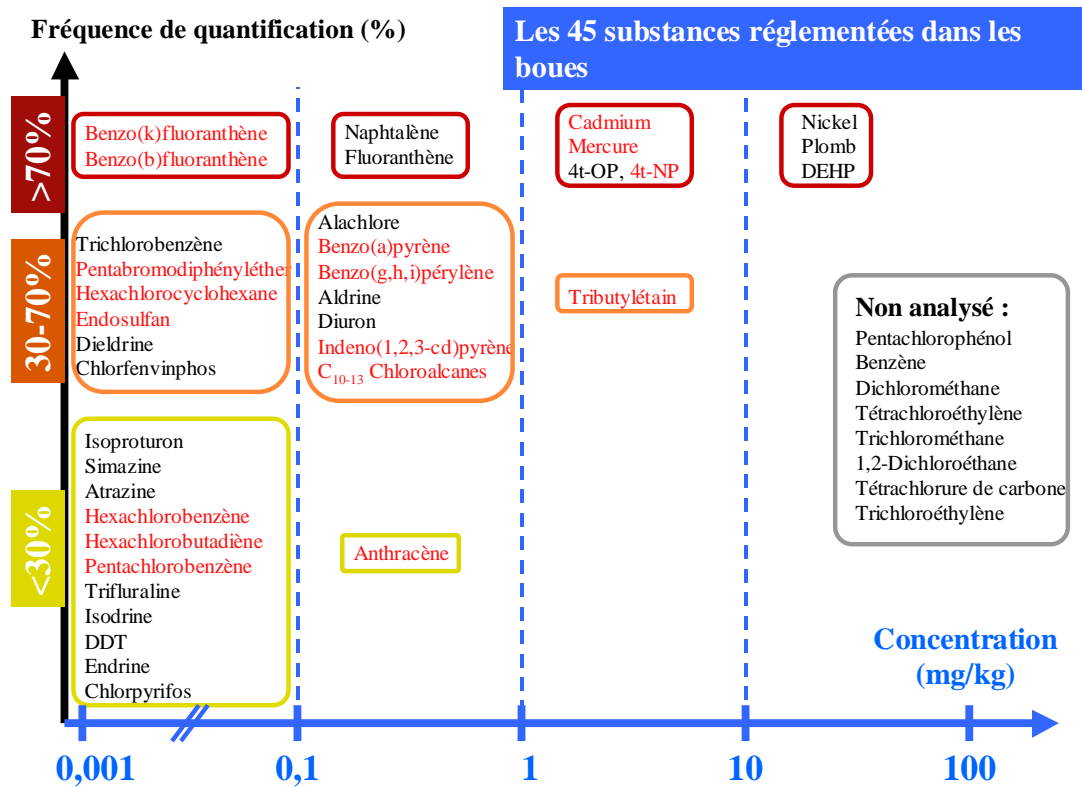 Fréquence de quantification (%)
Les 45 substances réglementées dans les
boues
>70%
Benzo(k)fluoranthène
Benzo(b)fluoranthène
Naphtalène
Fluoranthène
Cadmium
Mercure
4t-OP, 4t-NP
Nickel
Plomb
DEHP
30-70%
Trichlorobenzène
Pentabromodiphényléther
Hexachlorocyclohexane
Endosulfan
Dieldrine
Chlorfenvinphos
Alachlore
Benzo(a)pyrène
Benzo(g,h,i)pérylène
Aldrine
Diuron
Indeno(1,2,3-cd)pyrène
C10-13 Chloroalcanes
Tributylétain
Non analysé :
Pentachlorophénol
Benzène
Dichlorométhane
Tétrachloroéthylène
Trichlorométhane
1,2-Dichloroéthane
Tétrachlorure de carbone
Trichloroéthylène
<30%
Isoproturon
Simazine
Atrazine
Hexachlorobenzène
Hexachlorobutadiène
Pentachlorobenzène
Trifluraline
Isodrine
DDT
Endrine
Chlorpyrifos
Anthracène
Concentration
(mg/kg)
0,001
0,1
1
10
100